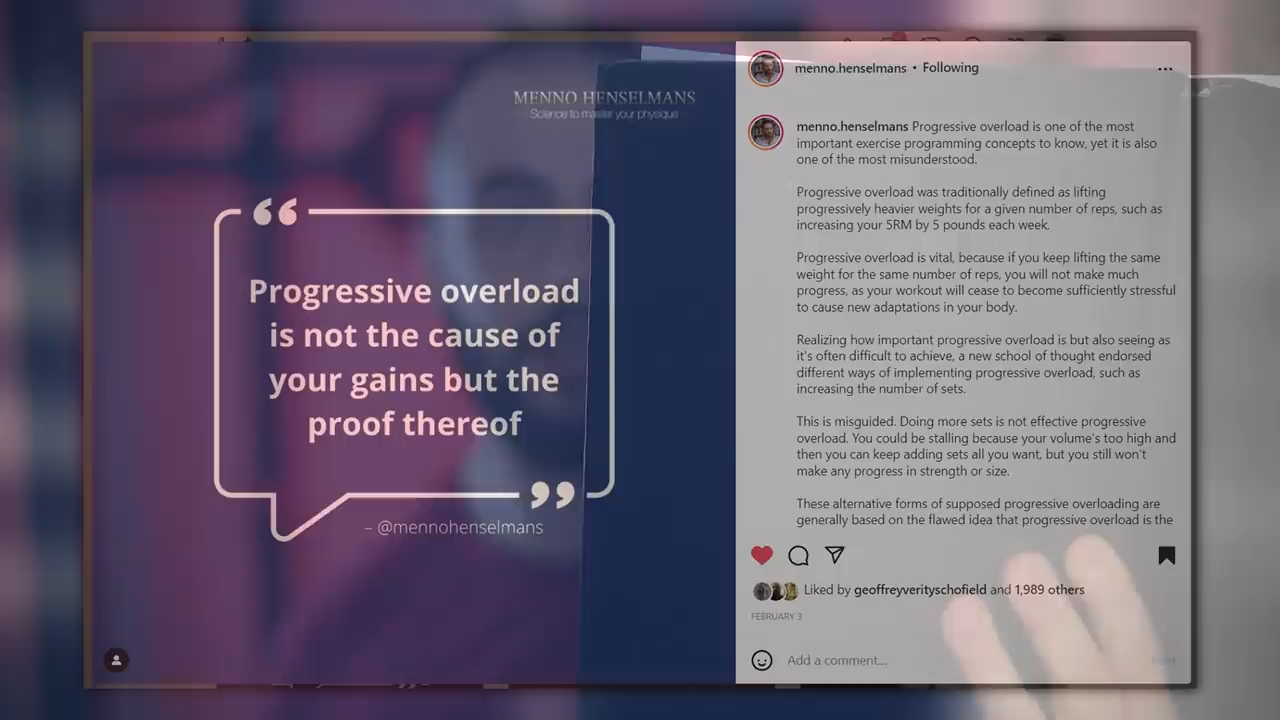 MENNO HENSELMANS
Science to master your physique
Progressive overload
is not the cause of
your gains but the
proof thereof
– @mennohenselmans
menno.henselmans • Following
menno.henselmans Progressive overload is one of the most
important exercise programming concepts to know, yet it is also
one of the most misunderstood.
Progressive overload was traditionally defined as lifting
progressively heavier weights for a given number of reps, such as
increasing your 5RM by 5 pounds each week.
Progressive overload is vital, because if you keep lifting the same
weight for the same number of reps, you will not make much
progress, as your workout will cease to become sufficiently stressful
to cause new adaptations in your body.
Realizing how important progressive overload is but also seeing as
it's often difficult to achieve, a new school of thought endorsed
different ways of implementing progressive overload, such as
increasing the number of sets.
This is misguided. Doing more sets is not effective progressive
overload. You could be stalling because your volume's too high and
then you can keep adding sets all you want, but you still won't
make any progress in strength or size.
These alternative forms of supposed progressive overloading are
generally based on the flawed idea that progressive overload is the
Liked by geoffreyverityschofield and 1,989 others
FEBRUARY 3
Add a comment...